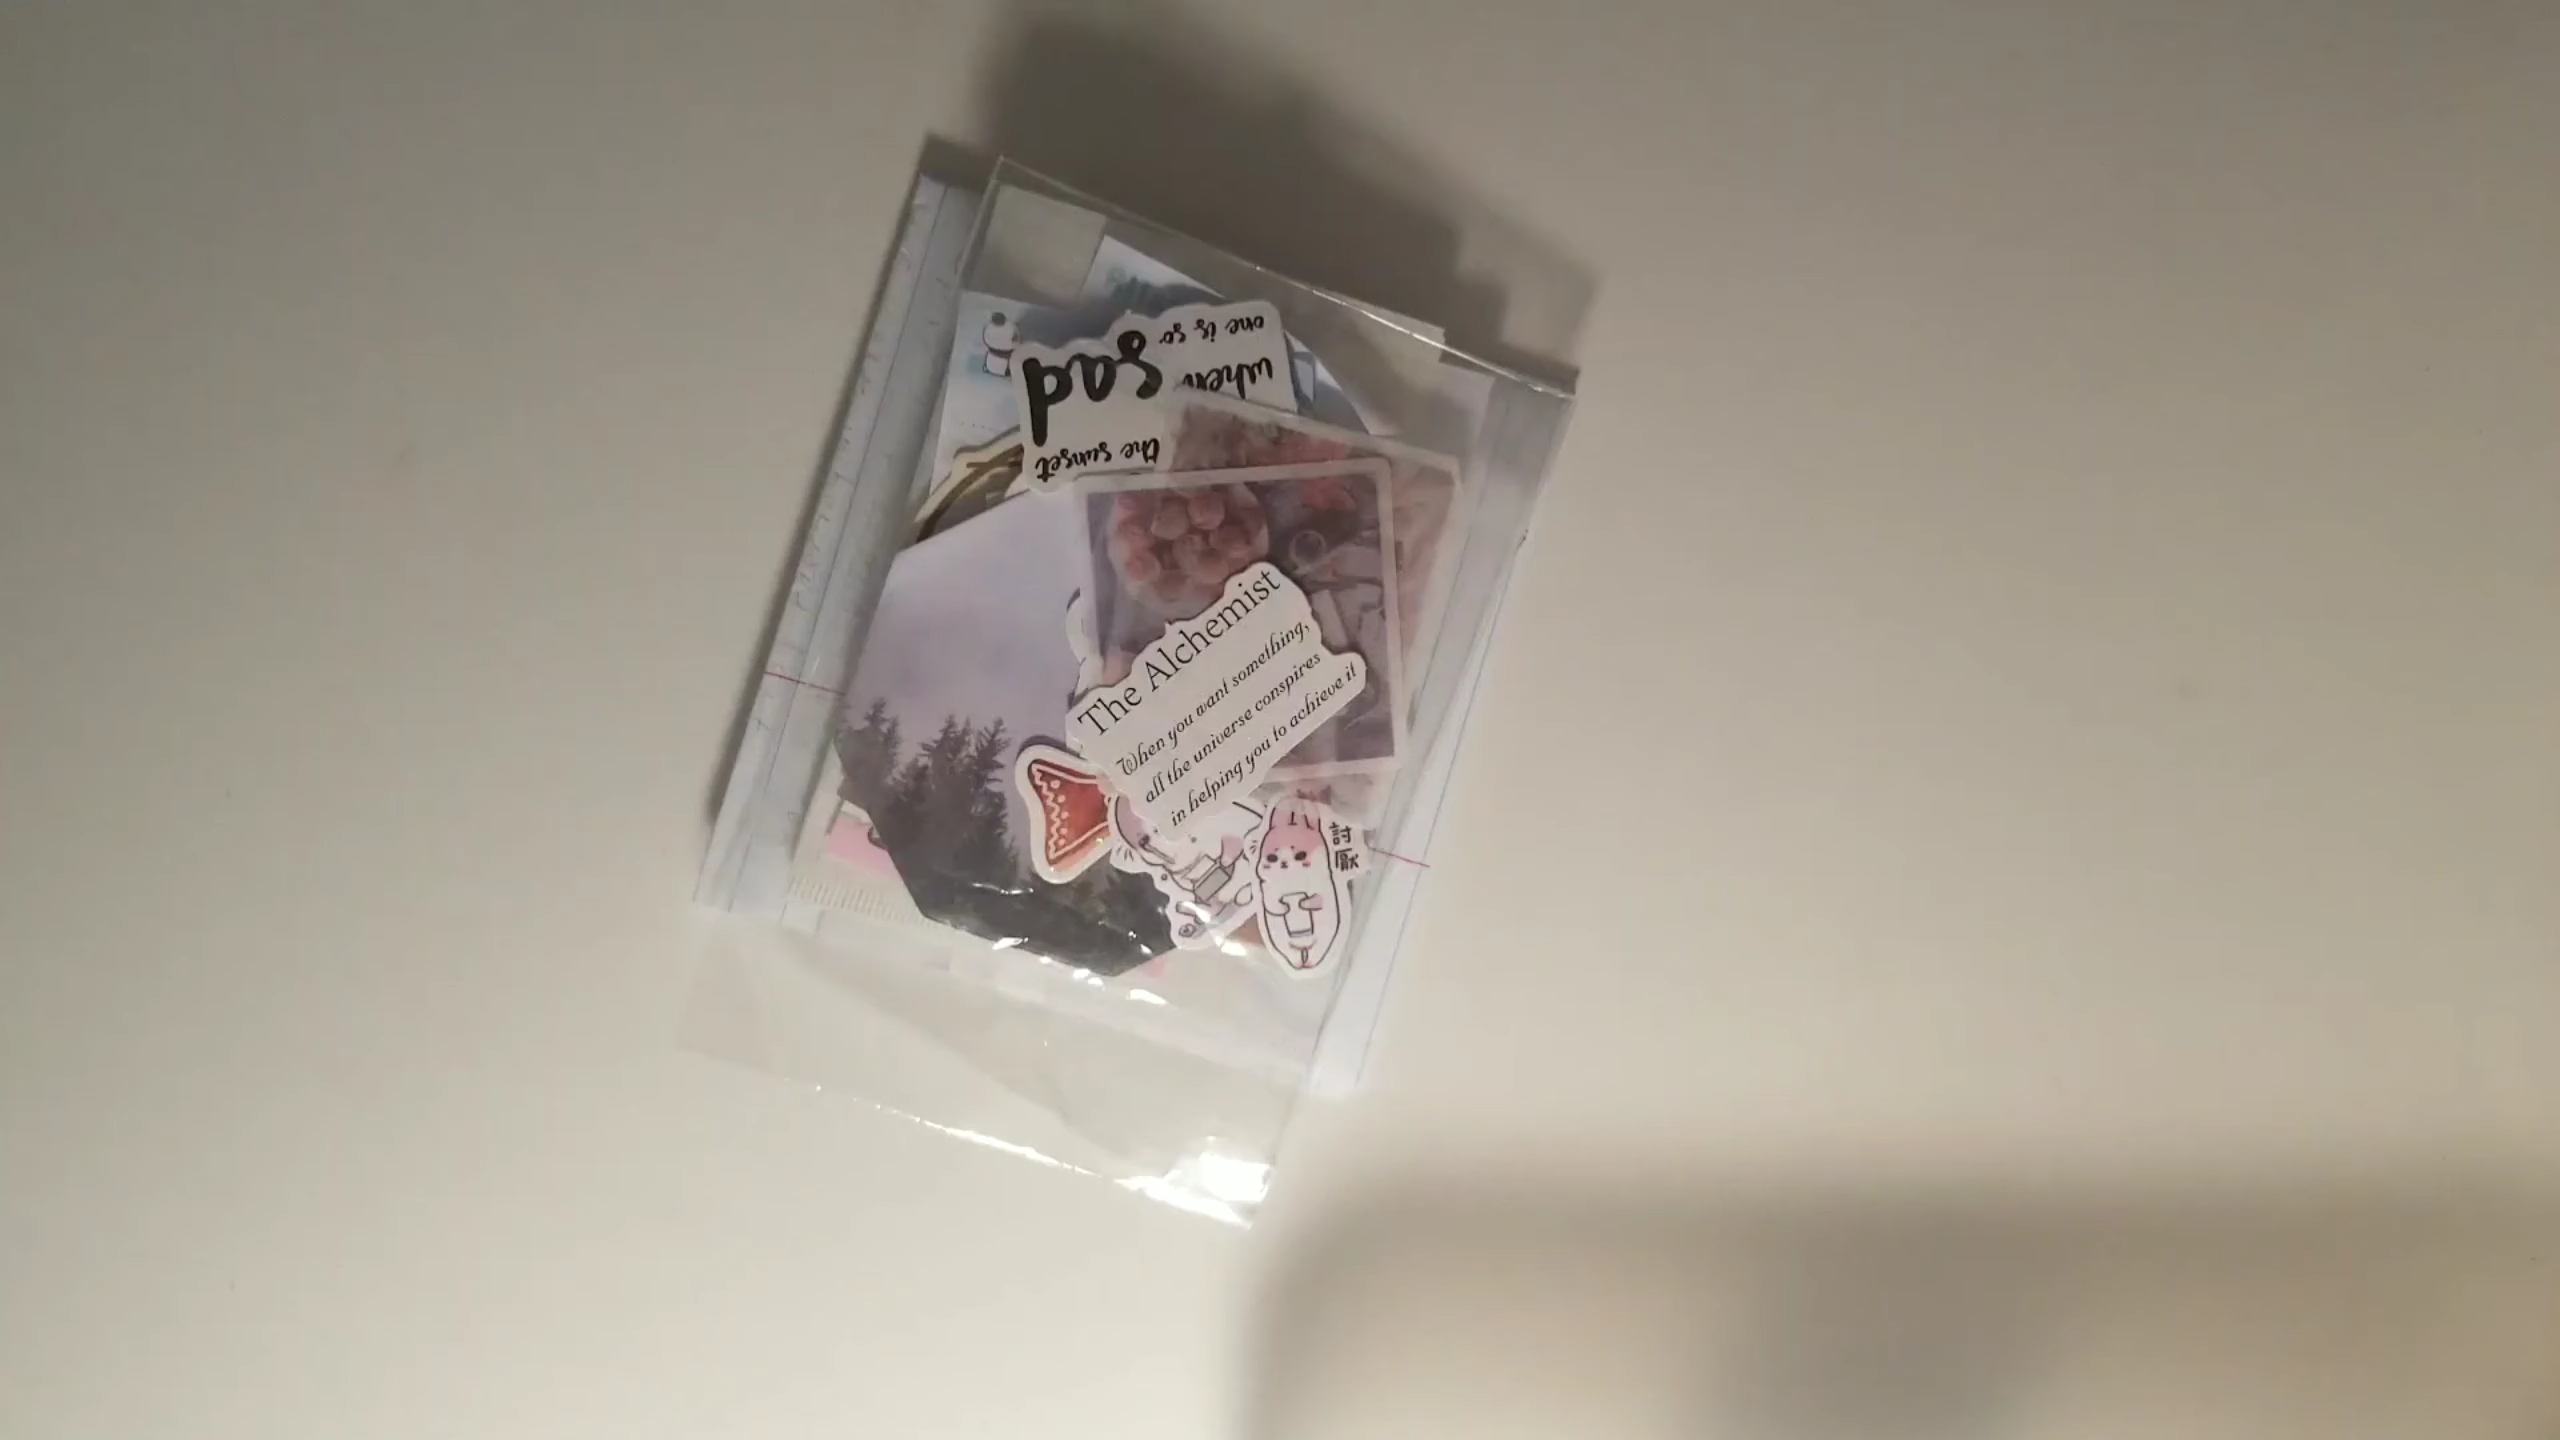 when one is so
sad
the sunset
The Alchemist
When you want something,
all the universe conspires
in helping you to achieve it
討
厭